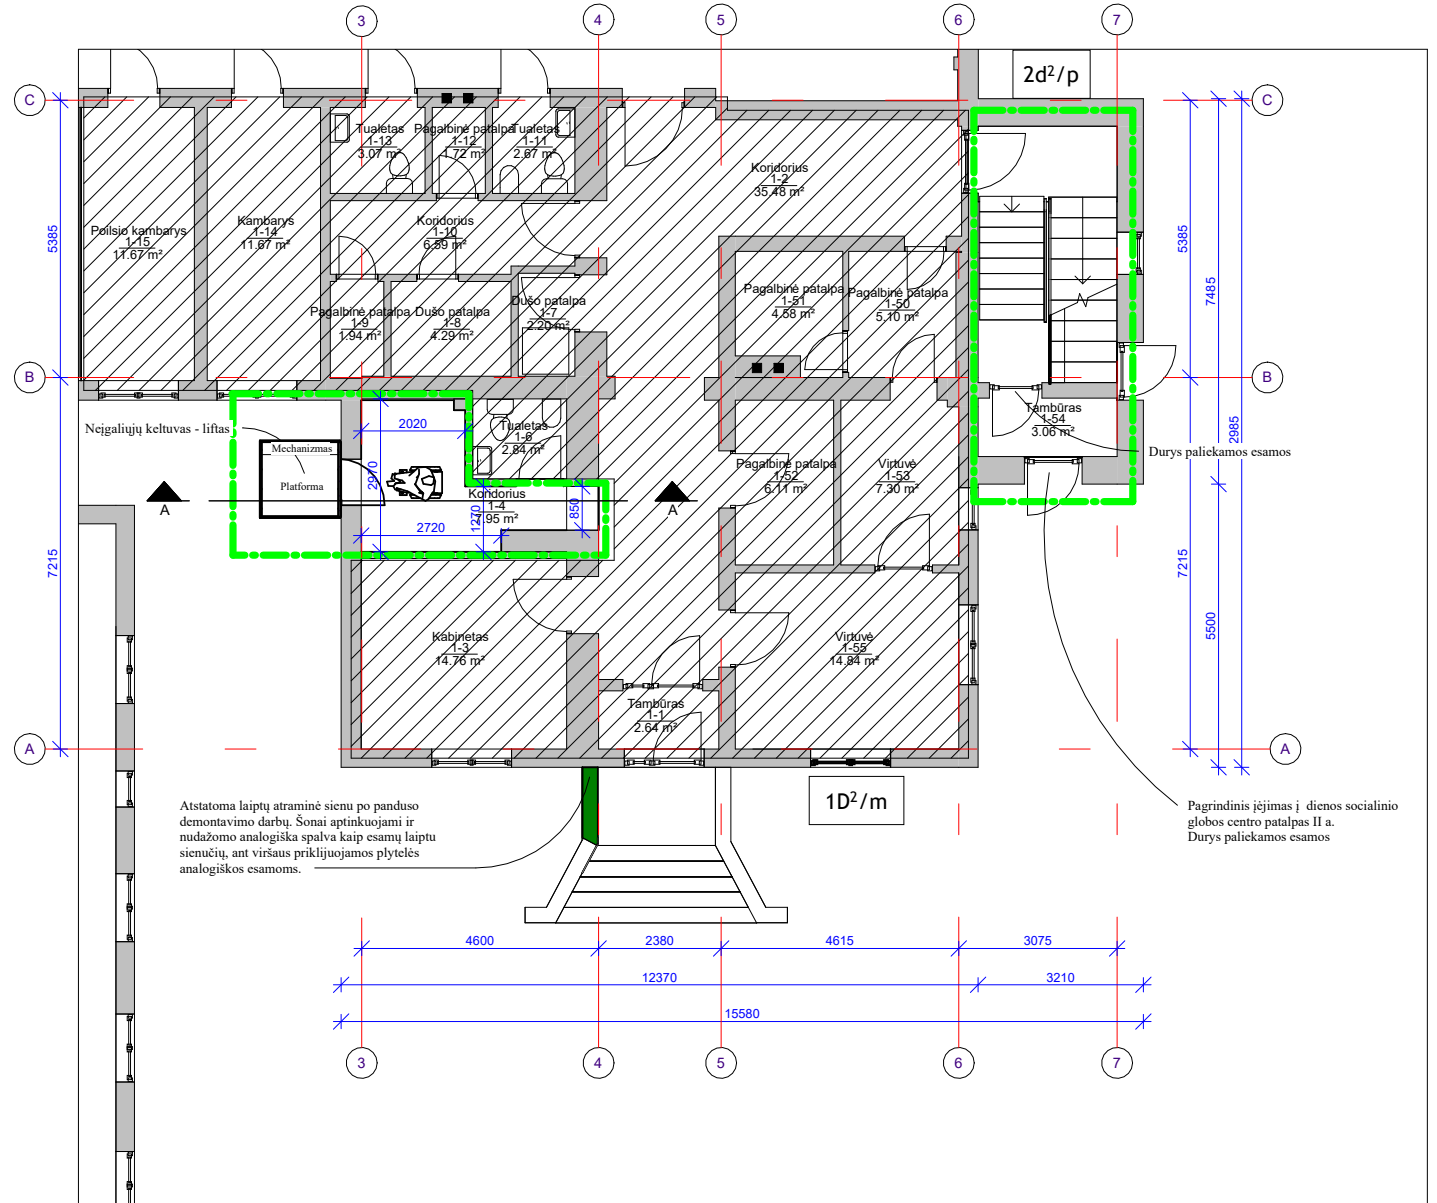 3
4
5
6
7
2d²/p
C
C
Tualetas
1-13
3.07 m²
Pagalbinė patalpa
1-12
1.72 m²
Tualetas
1-11
2.67 m²
Koridorius
1-2
35.48 m²
Poilsio kambarys
1-15
11.67 m²
Kambarys
1-14
11.67 m²
Koridorius
1-10
6.59 m²
5385
5385
7485
Pagalbinė patalpa
1-9
1.94 m²
Dušo patalpa
1-8
4.29 m²
Dušo patalpa
1-7
2.20 m²
Pagalbinė patalpa
1-51
4.58 m²
Pagalbinė patalpa
1-50
5.10 m²
B
B
Neįgaliųjų keltuvas - liftas
2020
Tualetas
1-6
2.84 m²
Tambūras
1-54
3.06 m²
2985
Durys paliekamos esamos
Mechanizmas
Platforma
2970
Pagalbinė patalpa
1-52
6.11 m²
Virtuvė
1-53
7.30 m²
A
A
Koridorius
1-4
7.95 m²
1270
850
2720
7215
7215
5500
Kabinetas
1-3
14.76 m²
Virtuvė
1-55
14.84 m²
Tambūras
1-1
2.64 m²
A
A
1D²/m
Atstatoma laiptų atraminė sienu po panduso
demontavimo darbų. Šonai aptinkuojami ir
nudažomo analogiška spalva kaip esamų laiptu
sienučių, ant viršaus priklijuojamos plytelės
analogiškos esamoms.
Pagrindinis įėjimas į dienos socialinio
globos centro patalpas II a.
Durys paliekamos esamos
4600
2380
4615
3075
12370
3210
15580
3
4
5
6
7